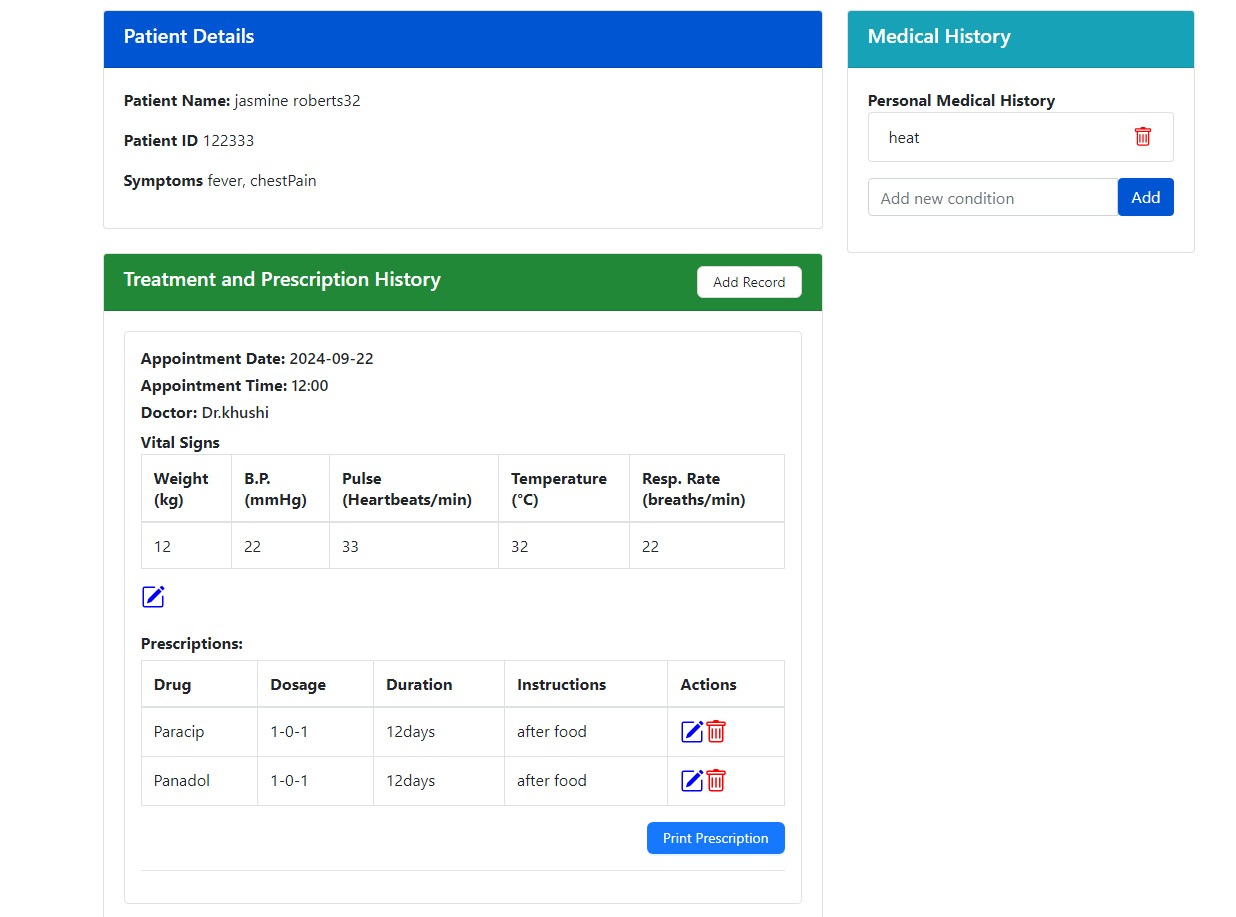 Patient Details
Patient Name: jasmine roberts32
Patient ID 122333
Symptoms fever, chestPain
Medical History
Personal Medical History
heat
Add new condition Add
Treatment and Prescription History Add Record
Appointment Date: 2024-09-22
Appointment Time: 12:00
Doctor: Dr.khushi
Vital Signs
Weight (kg) B.P. (mmHg) Pulse (Heartbeats/min) Temperature (°C) Resp. Rate (breaths/min)
12 22 33 32 22
Prescriptions:
Drug Dosage Duration Instructions Actions
Paracip 1-0-1 12days after food
Panadol 1-0-1 12days after food
Print Prescription